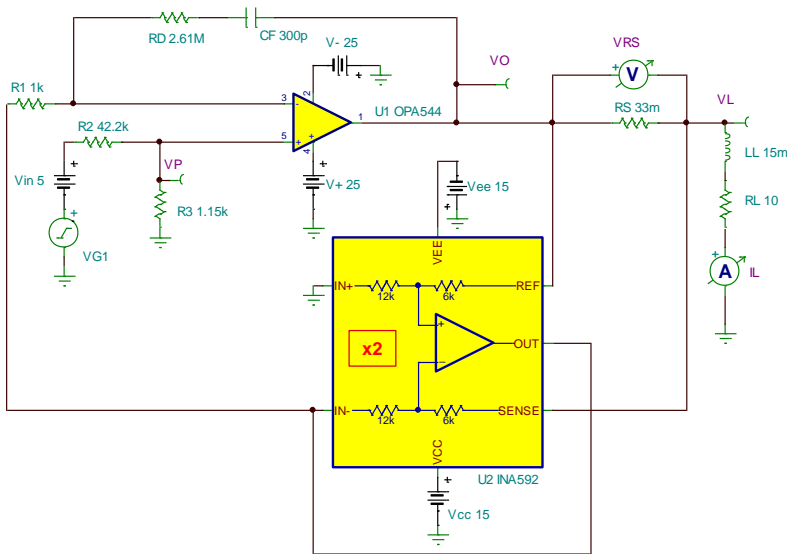 RD 2.61M
CF 300p
V- 25
+
VRS
+
V
VO
VL
R1 1k
3
-
2
1
U1 OPA544
RS 33m
R2 42.2k
5
+
+
4
LL 15m
VP
Vin 5
+
V+ 25
+
Vee 15
+
RL 10
R3 1.15k
+
VG1
+
A
IL
VEE
IN+
12k
6k
REF
x2
+
-
OUT
IN-
12k
6k
SENSE
VCC
U2 INA592
+
Vcc 15